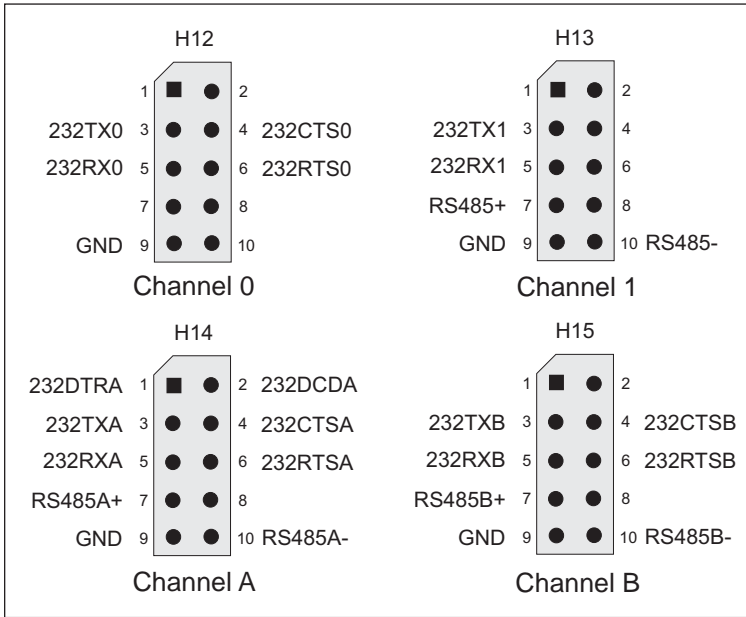 H12
1 2
232TX0 3 4 232CTS0
232RX0 5 6 232RTS0
7 8
GND 9 10
Channel 0
H13
1 2
232TX1 3 4
232RX1 5 6
RS485+ 7 8
GND 9 10 RS485-
Channel 1
H14
232DTRA 1 2 232DCDA
232TXA 3 4 232CTSA
232RXA 5 6 232RTSA
RS485A+ 7 8
GND 9 10 RS485A-
Channel A
H15
1 2
232TXB 3 4 232CTSB
232RXB 5 6 232RTSB
RS485B+ 7 8
GND 9 10 RS485B-
Channel B